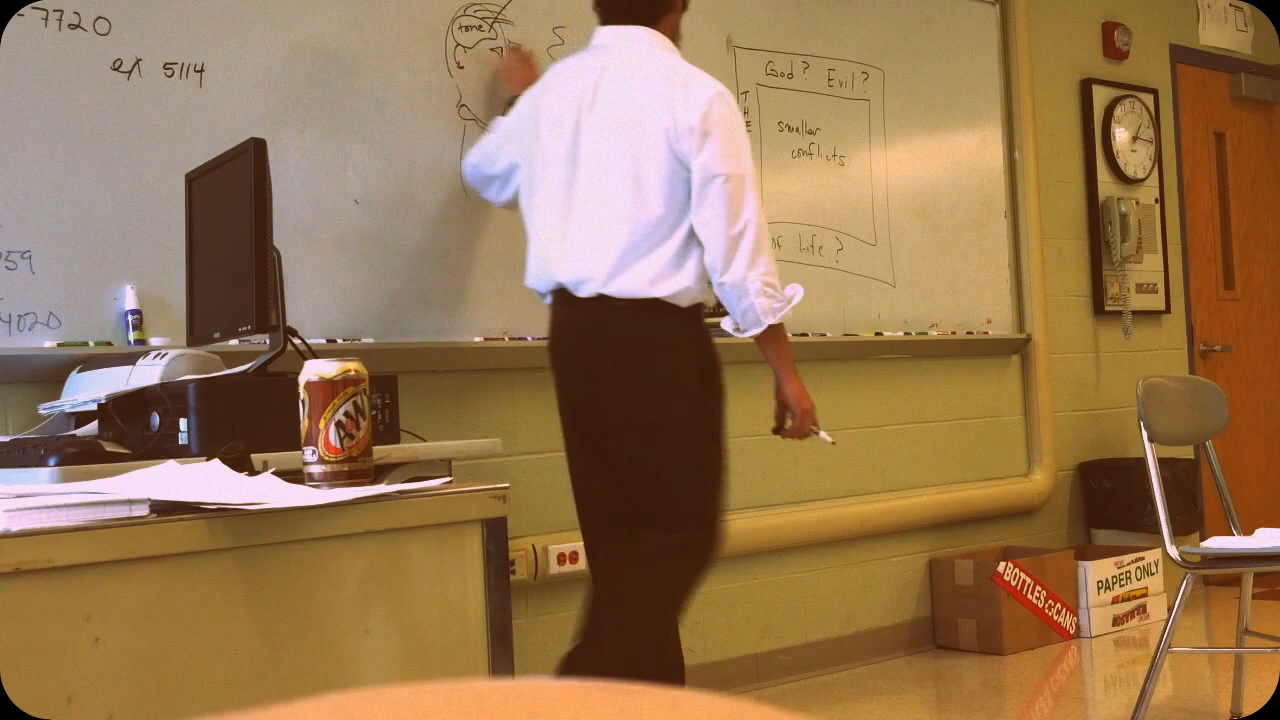 -7720
ex 5114
tone
God? Evil?
THE
smaller
conflicts
of Life?
59
4020
A&W
BOTTLES & CANS
PAPER ONLY